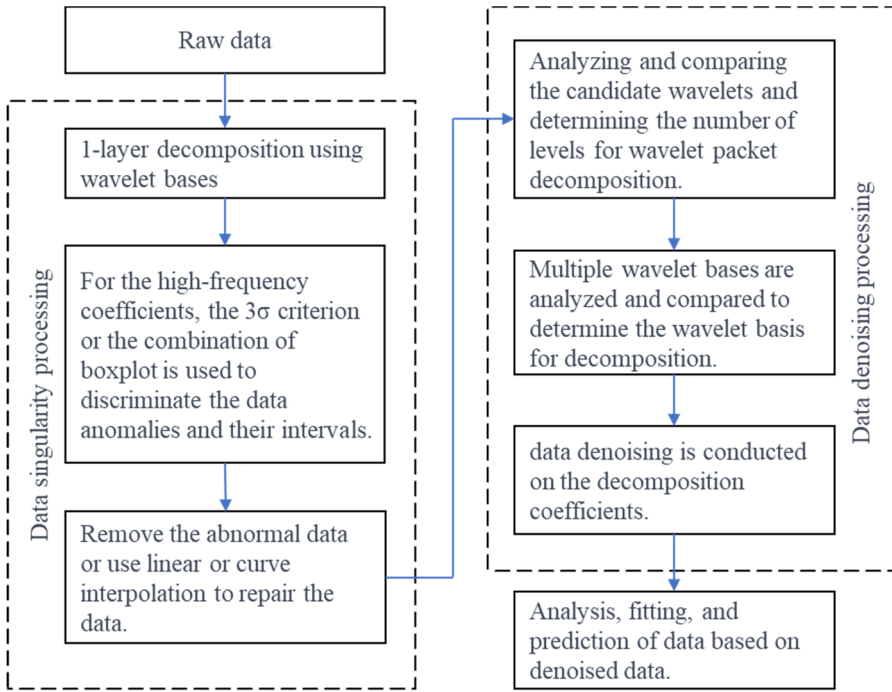 Raw data
1-layer decomposition using
wavelet bases
For the high-frequency
coefficients, the 3σ criterion
or the combination of
boxplot is used to
discriminate the data
anomalies and their intervals.
Remove the abnormal data
or use linear or curve
interpolation to repair the
data.
Data singularity processing
Analyzing and comparing
the candidate wavelets and
determining the number of
levels for wavelet packet
decomposition.
Multiple wavelet bases are
analyzed and compared to
determine the wavelet basis
for decomposition.
data denoising is conducted
on the decomposition
coefficients.
Data denoising processing
Analysis, fitting, and
prediction of data based on
denoised data.